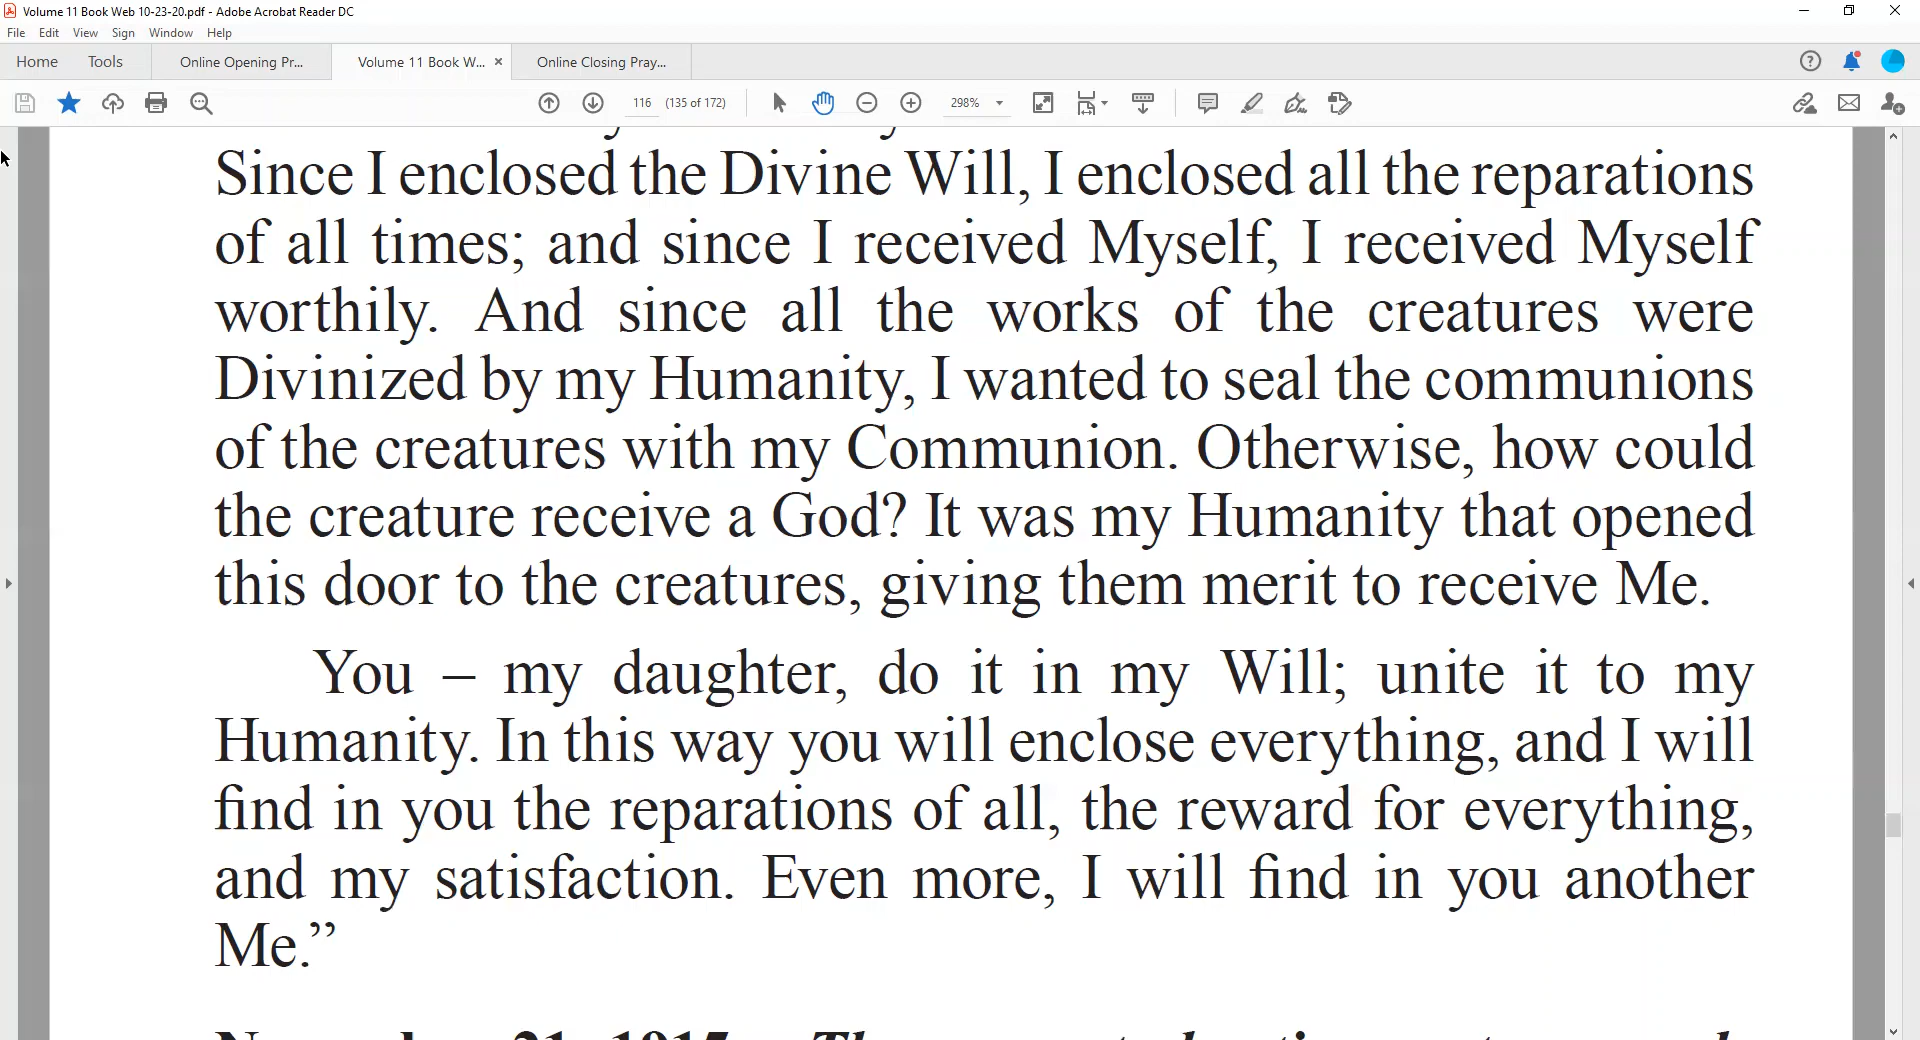 Volume 11 Book Web 10-23-20.pdf - Adobe Acrobat Reader DC
File Edit View Sign Window Help
Home Tools Online Opening Pr... Volume 11 Book W... × Online Closing Pray...
116 (135 of 172) 298%
Since I enclosed the Divine Will, I enclosed all the reparations
of all times; and since I received Myself, I received Myself
worthily. And since all the works of the creatures were
Divinized by my Humanity, I wanted to seal the communions
of the creatures with my Communion. Otherwise, how could
the creature receive a God? It was my Humanity that opened
this door to the creatures, giving them merit to receive Me.
You – my daughter, do it in my Will; unite it to my
Humanity. In this way you will enclose everything, and I will
find in you the reparations of all, the reward for everything,
and my satisfaction. Even more, I will find in you another
Me.”
21, 1915